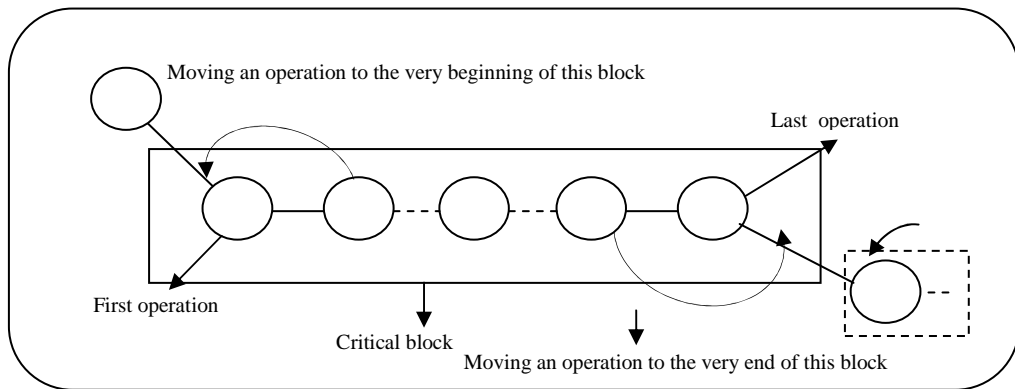 Moving an operation to the very beginning of this block
Last operation
First operation
Critical block
Moving an operation to the very end of this block